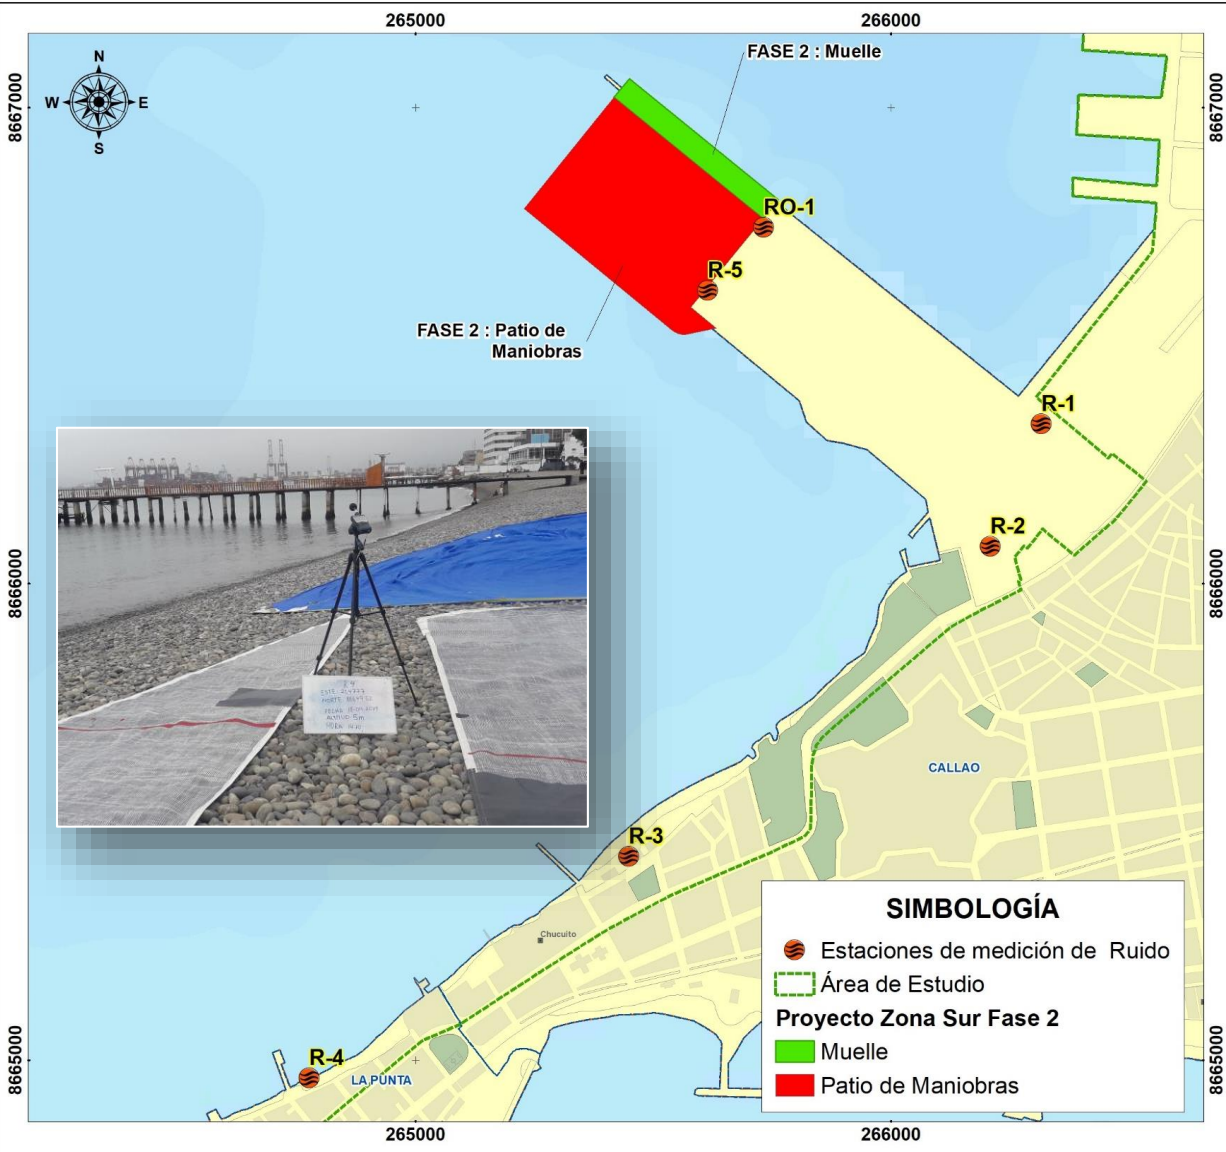 265000
266000
8667000
8667000
N
W
E
S
FASE 2 : Muelle
RO-1
R-5
FASE 2 : Patio de
Maniobras
R-1
R-2
8666000
8666000
ALTITUD: 5m
CALLAO
R-3
Chucuito
R-4
LA PUNTA
8665000
8665000
SIMBOLOGÍA
Estaciones de medición de Ruido
Área de Estudio
Proyecto Zona Sur Fase 2
Muelle
Patio de Maniobras
265000
266000